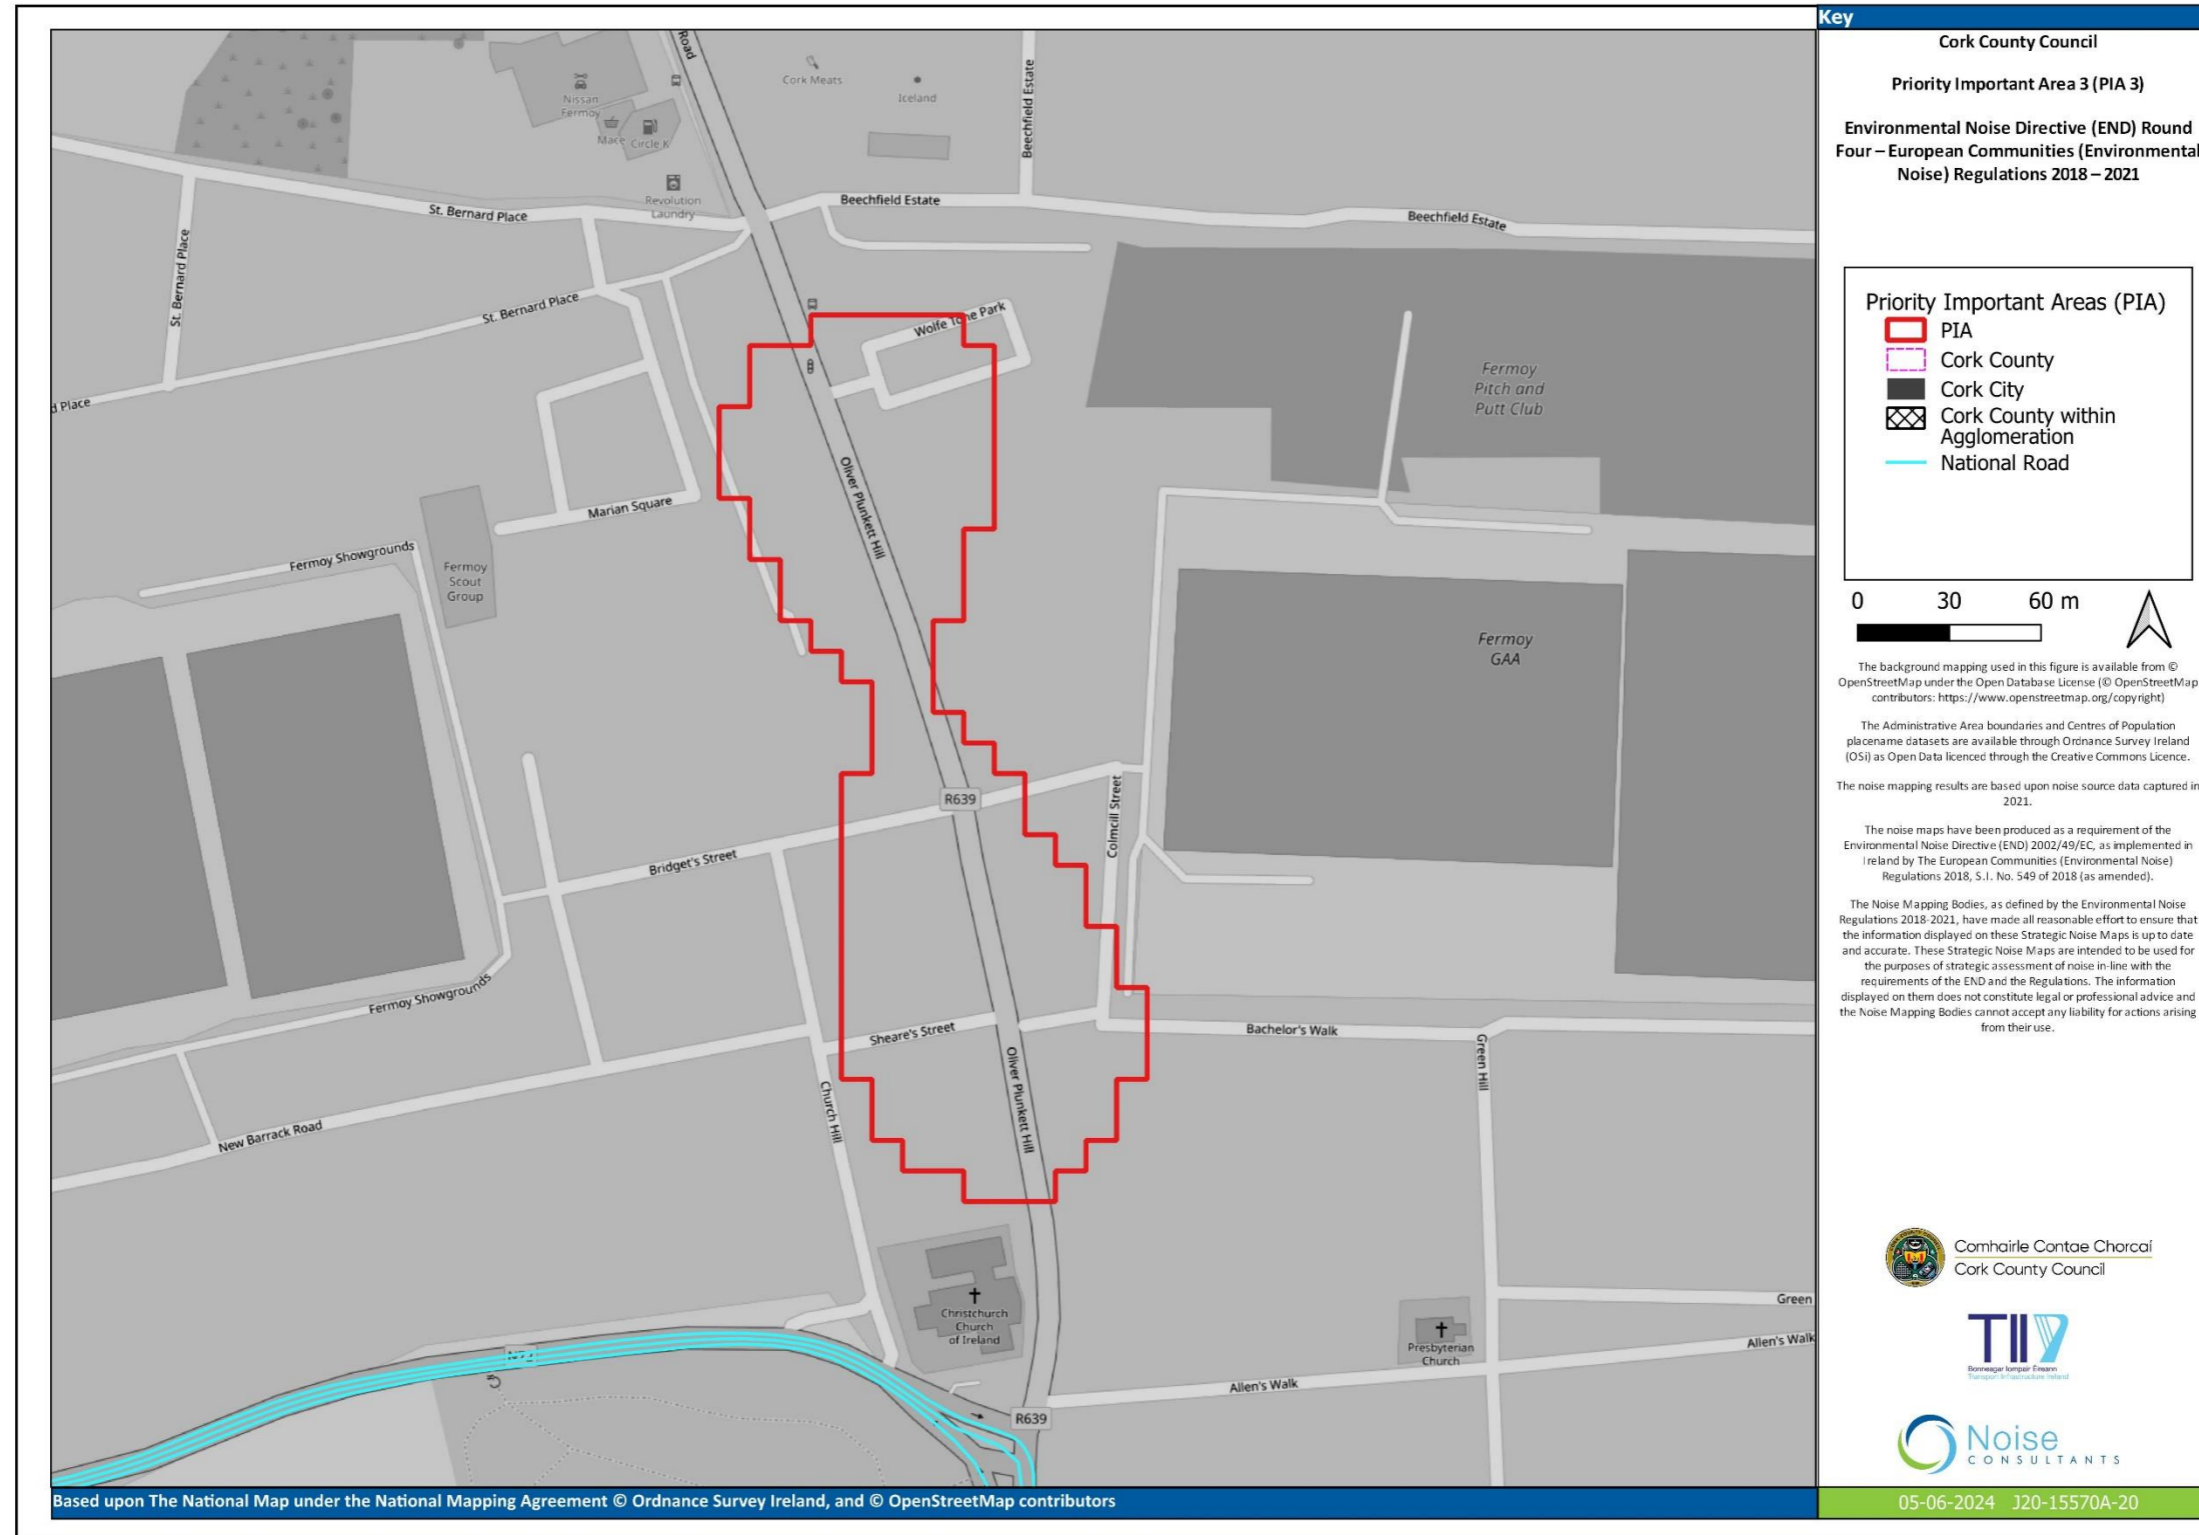 Key
Cork County Council
Priority Important Area 3 (PIA 3)
Environmental Noise Directive (END) Round
Four – European Communities (Environmental
Noise) Regulations 2018 – 2021
Priority Important Areas (PIA)
PIA
Cork County
Cork City
Cork County within
Agglomeration
National Road
0 30 60 m
The background mapping used in this figure is available from ©
OpenStreetMap under the Open Database License (© OpenStreetMap
contributors: https://www.openstreetmap.org/copyright)
The Administrative Area boundaries and Centres of Population
placename datasets are available through Ordnance Survey Ireland
(OSi) as Open Data licenced through the Creative Commons Licence.
The noise mapping results are based upon noise source data captured in
2021.
The noise maps have been produced as a requirement of the
Environmental Noise Directive (END) 2002/49/EC, as implemented in
Ireland by The European Communities (Environmental Noise)
Regulations 2018, S.I. No. 549 of 2018 (as amended).
The Noise Mapping Bodies, as defined by the Environmental Noise
Regulations 2018-2021, have made all reasonable effort to ensure that
the information displayed on these Strategic Noise Maps is up to date
and accurate. These Strategic Noise Maps are intended to be used for
the purposes of strategic assessment of noise in-line with the
requirements of the END and the Regulations. The information
displayed on them does not constitute legal or professional advice and
the Noise Mapping Bodies cannot accept any liability for actions arising
from their use.
Comhairle Contae Chorcaí
Cork County Council
TII
Bonneagar Iompair Éireann
Transport Infrastructure Ireland
Noise
CONSULTANTS
05-06-2024 J20-15570A-20
Road
Cork Meats
Iceland
Nissan
Fermoy
Mace
Circle K
Revolution
Laundry
Beechfield Estate
Beechfield Estate
Beechfield Estate
St. Bernard Place
St. Bernard Place
St. Bernard Place
d Place
Wolfe Tone Park
Fermoy
Pitch and
Putt Club
Oliver Plunkett Hill
Marian Square
Fermoy Showgrounds
Fermoy
Scout
Group
Fermoy
GAA
R639
Colmcill Street
Bridget's Street
Fermoy Showgrounds
Sheare's Street
Bachelor's Walk
Oliver Plunkett Hill
Green Hill
Church Hill
New Barrack Road
Christchurch
Church
of Ireland
Green
Allen's Walk
Presbyterian
Church
Allen's Walk
N72
R639
Based upon The National Map under the National Mapping Agreement © Ordnance Survey Ireland, and © OpenStreetMap contributors